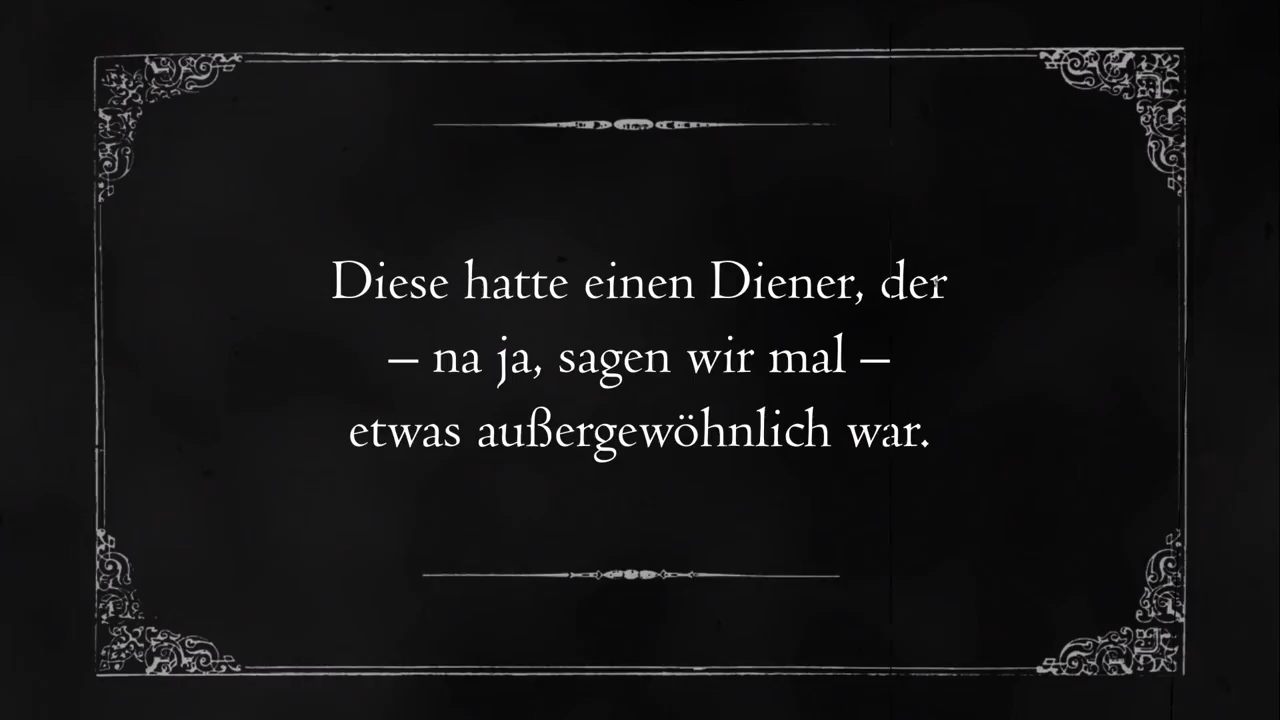 Diese hatte einen Diener, der
– na ja, sagen wir mal –
etwas außergewöhnlich war.